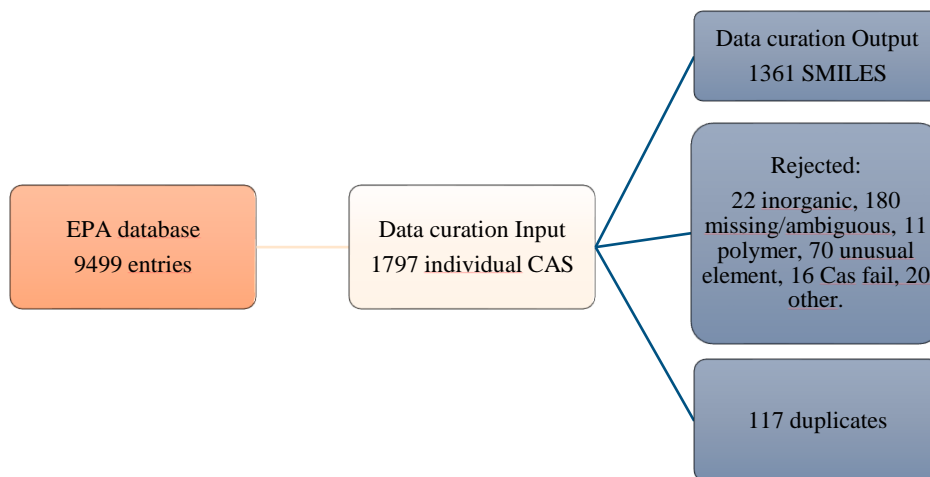 EPA database
9499 entries
Data curation Input
1797 individual CAS
Data curation Output
1361 SMILES
Rejected:
22 inorganic, 180
missing/ambiguous, 11
polymer, 70 unusual
element, 16 Cas fail, 20
other.
117 duplicates